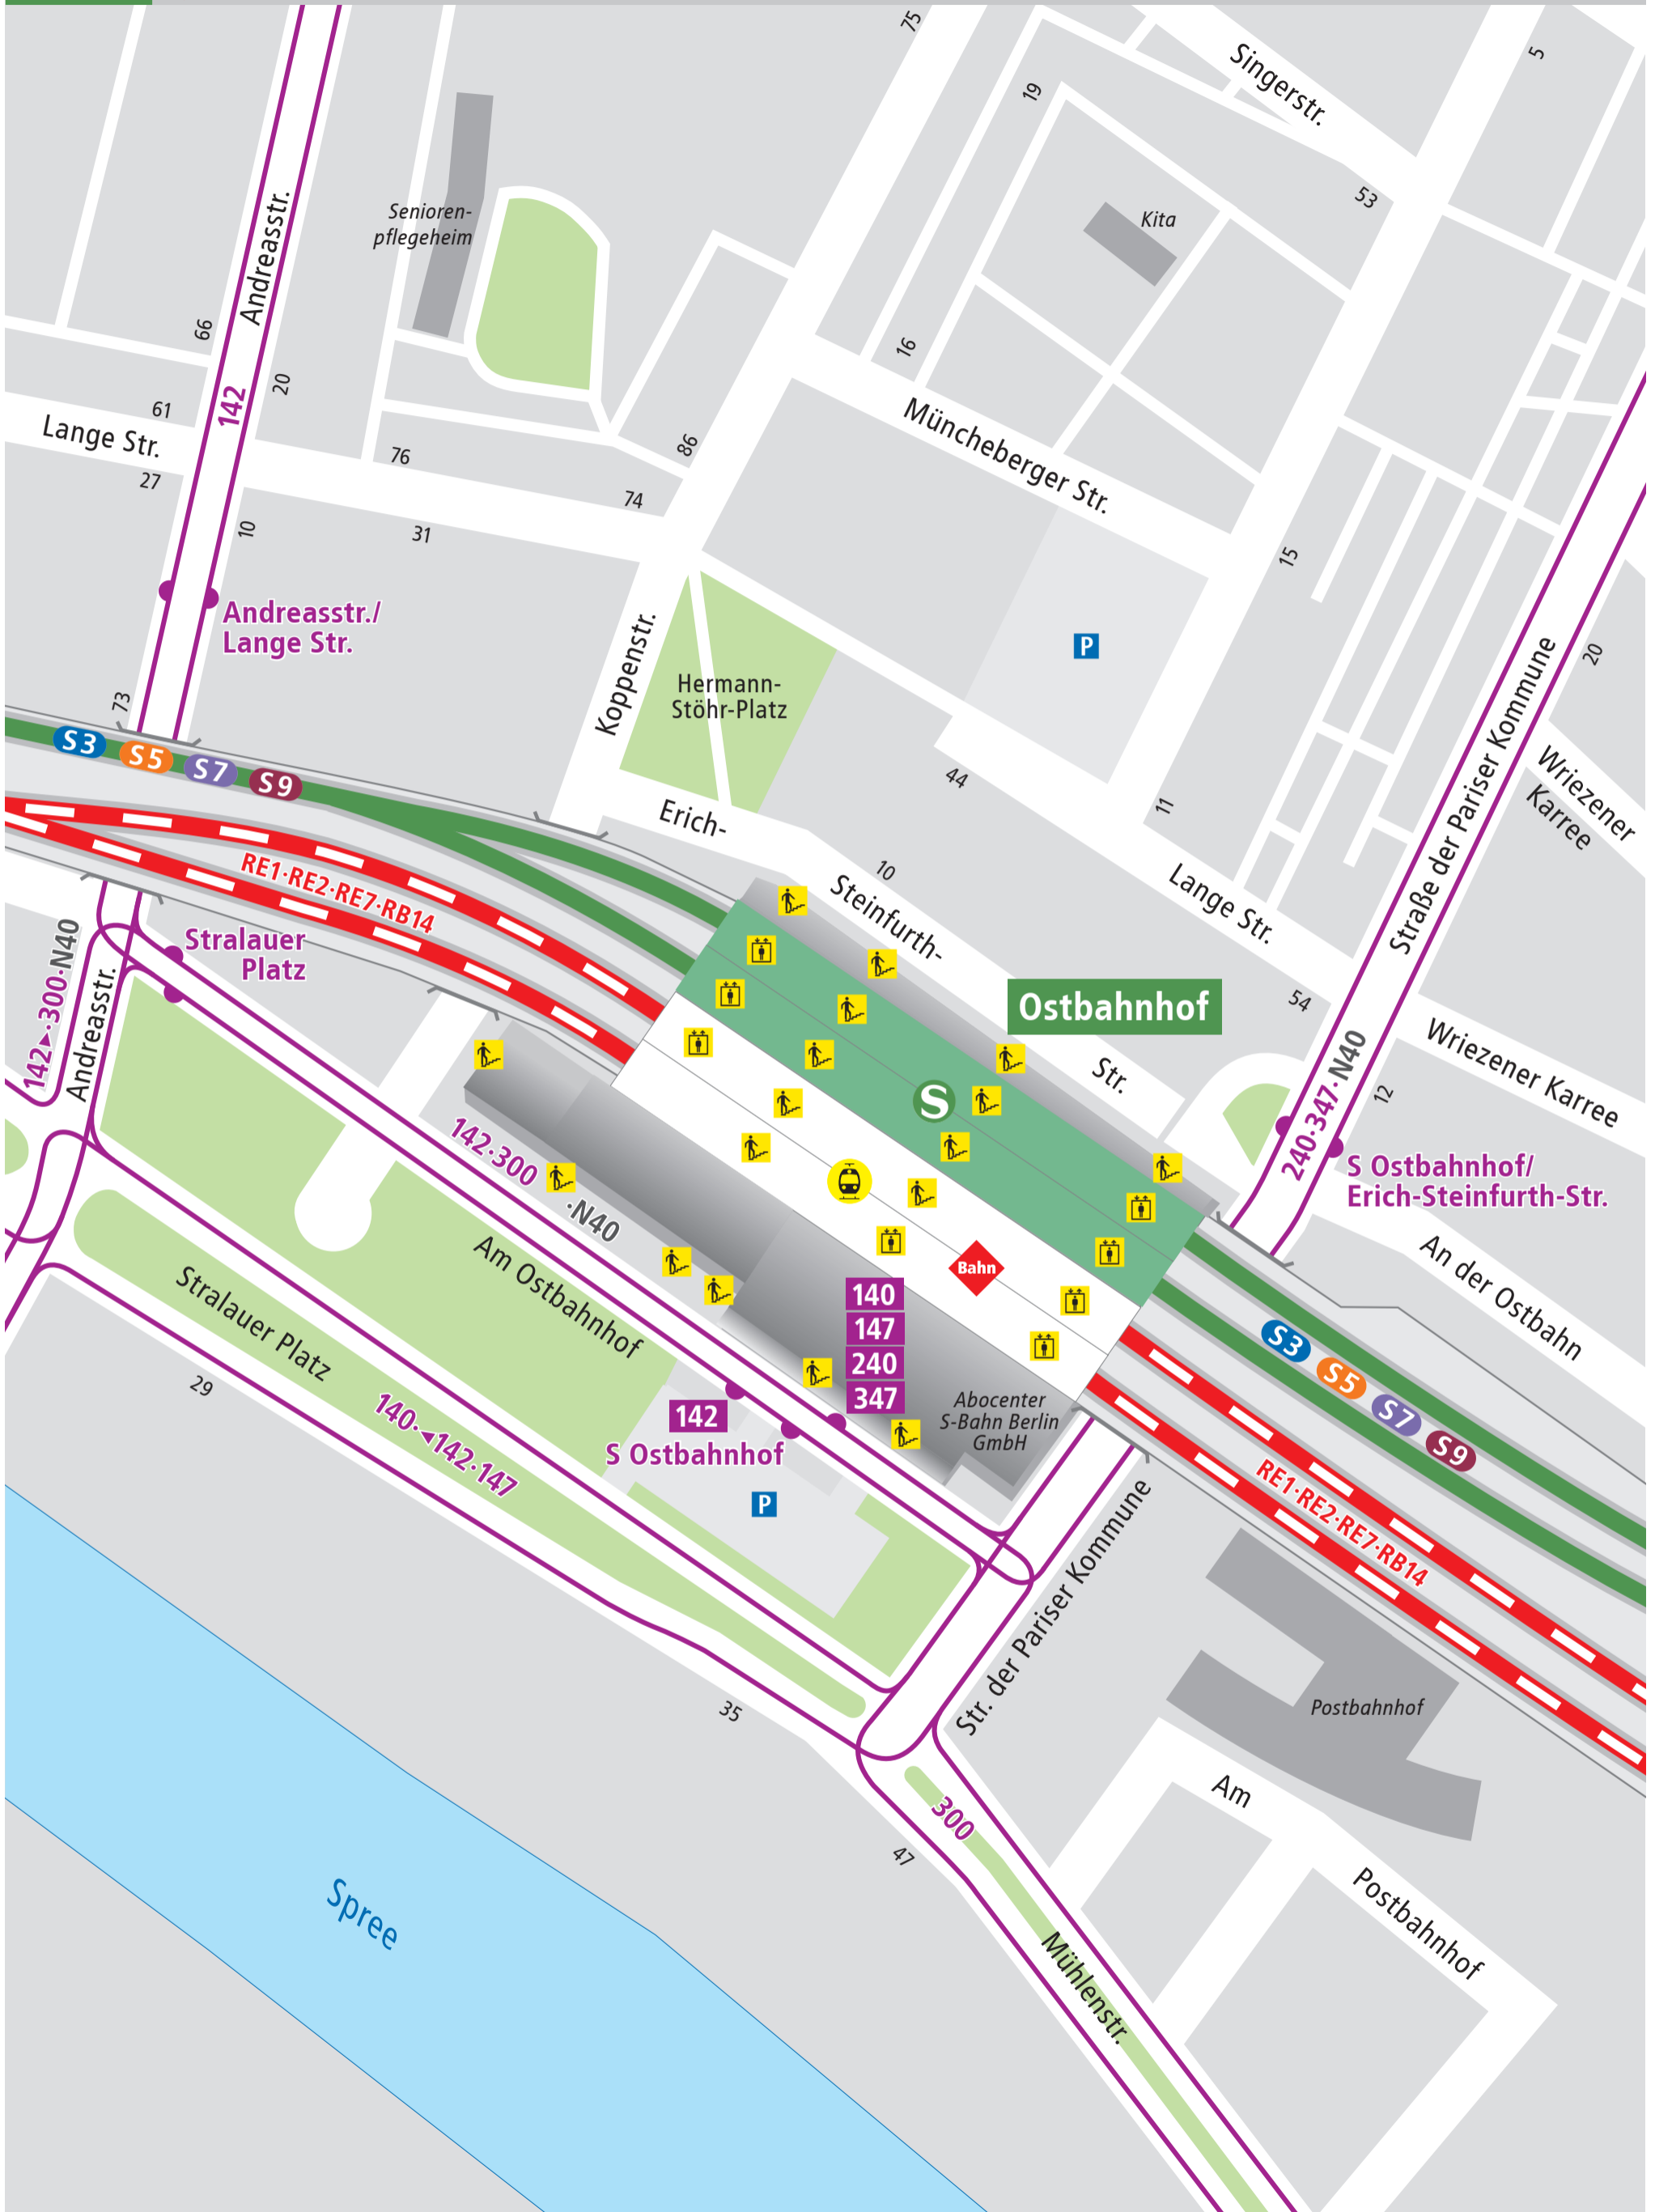 75
Singerstr.
5
19
53
Senioren-
pflegeheim
Kita
Andreasstr.
66
20
142
16
61
Lange Str.
27
76
86
74
Müncheberger Str.
10
31
15
Andreasstr./
Lange Str.
Koppenstr.
P
20
Hermann-
Stöhr-Platz
73
S3
S5
S7
S9
Straße der Pariser Kommune
Wriezener
Karree
44
11
Erich-
10
RE1·RE2·RE7·RB14
Steinfurth-
Lange Str.
Stralauer
Platz
142►·300·N40
Andreasstr.
Ostbahnhof
54
Wriezener Karree
Str.
S
12
240·347·N40
142·300
·N40
S Ostbahnhof/
Erich-Steinfurth-Str.
Am Ostbahnhof
Bahn
An der Ostbahn
Stralauer Platz
29
140
147
240
347
S3
S5
S7
S9
140·◄142·147
142
S Ostbahnhof
Abocenter
S-Bahn Berlin
GmbH
P
RE1·RE2·RE7·RB14
Str. der Pariser Kommune
35
Postbahnhof
Am
300
47
Postbahnhof
Spree
Mühlenstr.